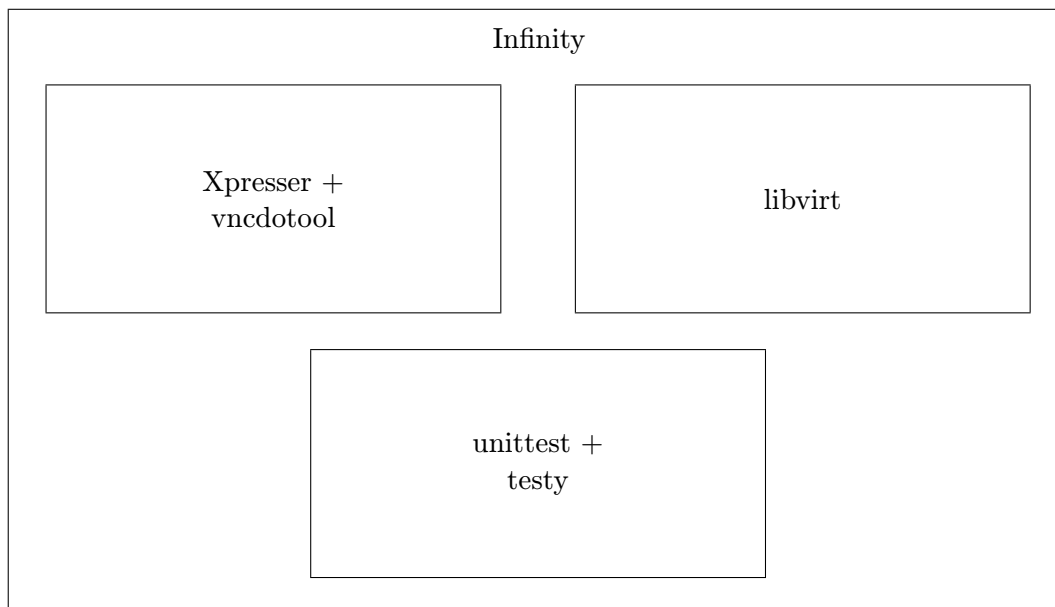 Infinity
Xpresser +
vncdotool
libvirt
unittest +
testy